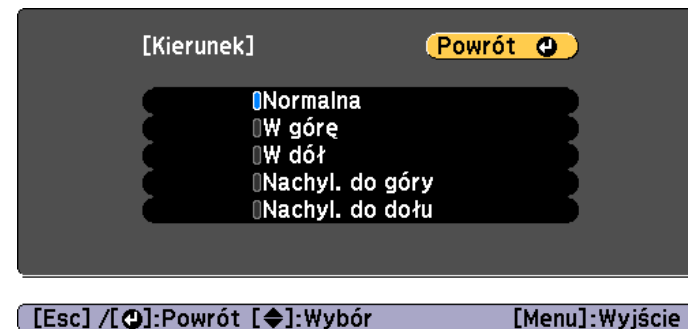 [Kierunek] Powrót
Normalna
W górę
W dół
Nachyl. do góry
Nachyl. do dołu
[Esc] /[ ]:Powrót [ ]:Wybór [Menu]:Wyjście